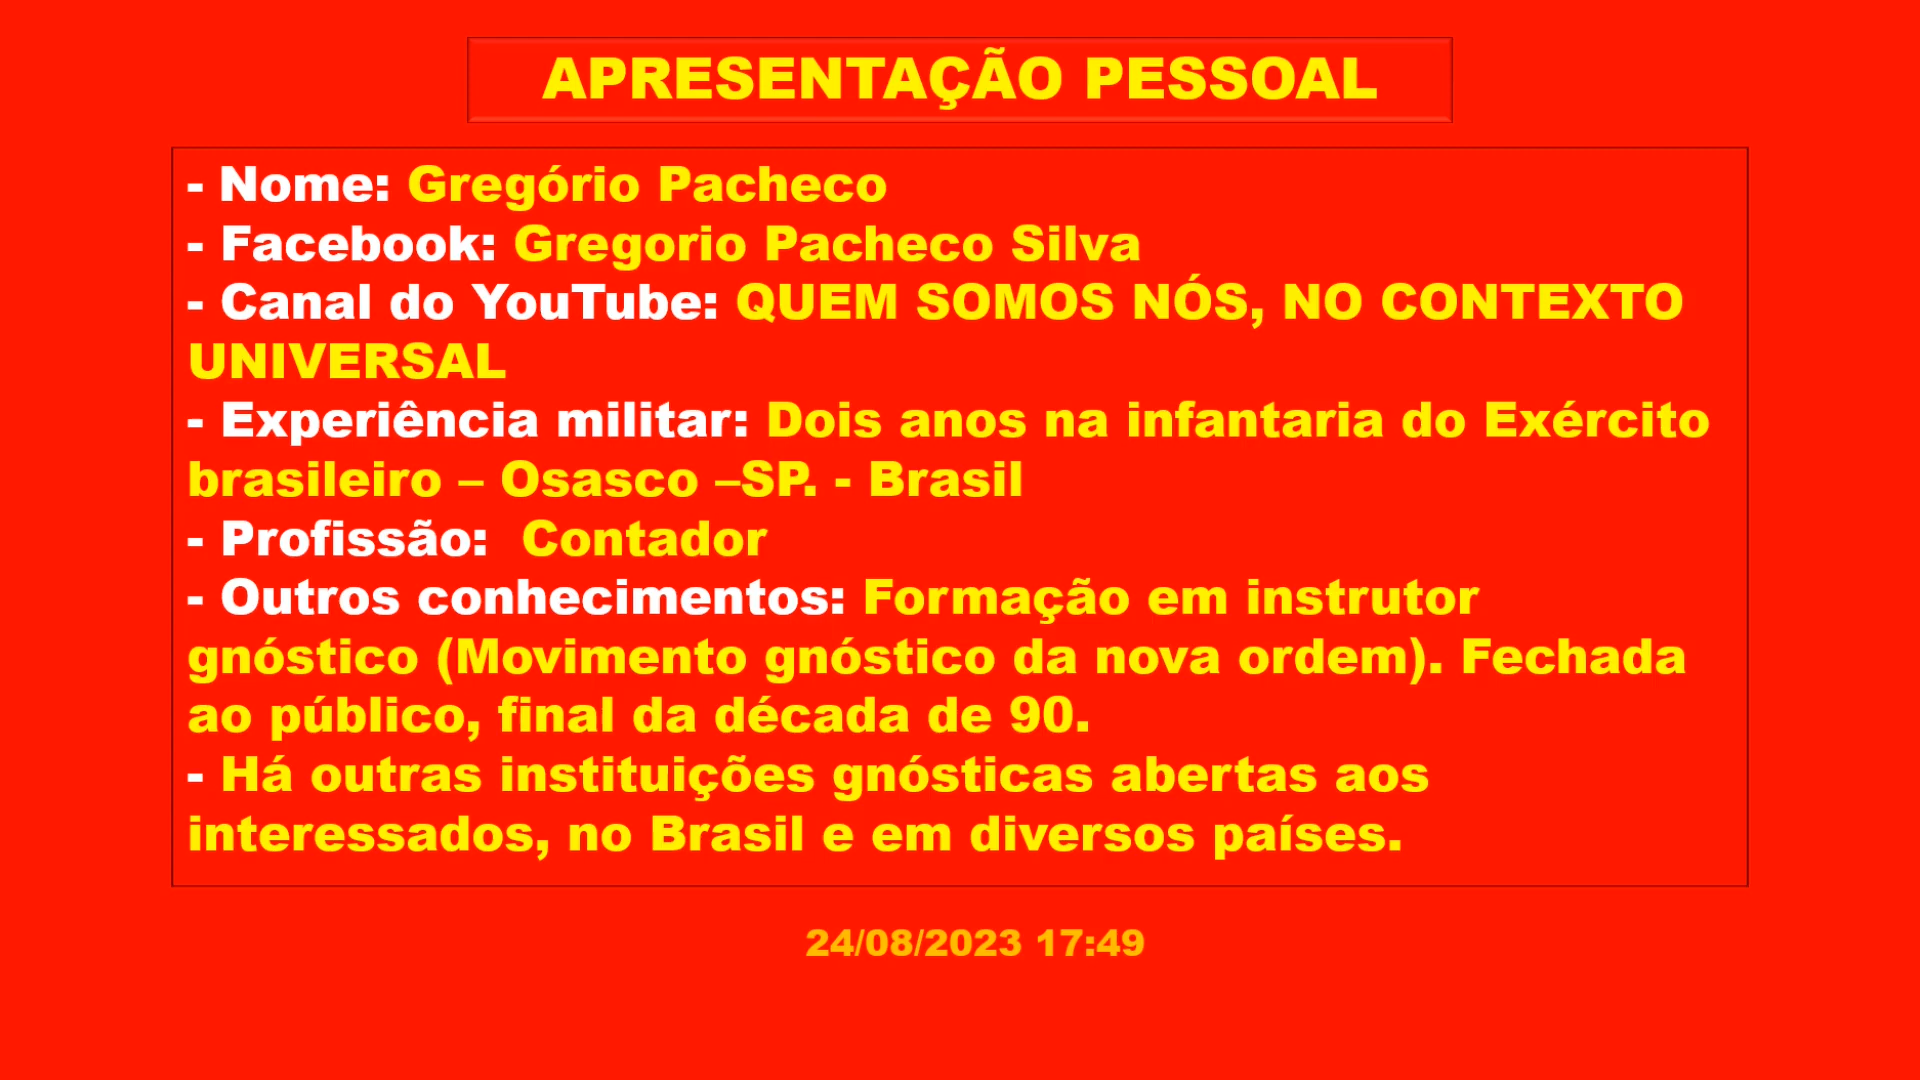 APRESENTAÇÃO PESSOAL
- Nome: Gregório Pacheco
- Facebook: Gregorio Pacheco Silva
- Canal do YouTube: QUEM SOMOS NÓS, NO CONTEXTO
UNIVERSAL
- Experiência militar: Dois anos na infantaria do Exército
brasileiro – Osasco –SP. - Brasil
- Profissão:  Contador
- Outros conhecimentos: Formação em instrutor
gnóstico (Movimento gnóstico da nova ordem). Fechada
ao público, final da década de 90.
- Há outras instituições gnósticas abertas aos
interessados, no Brasil e em diversos países.
24/08/2023 17:49